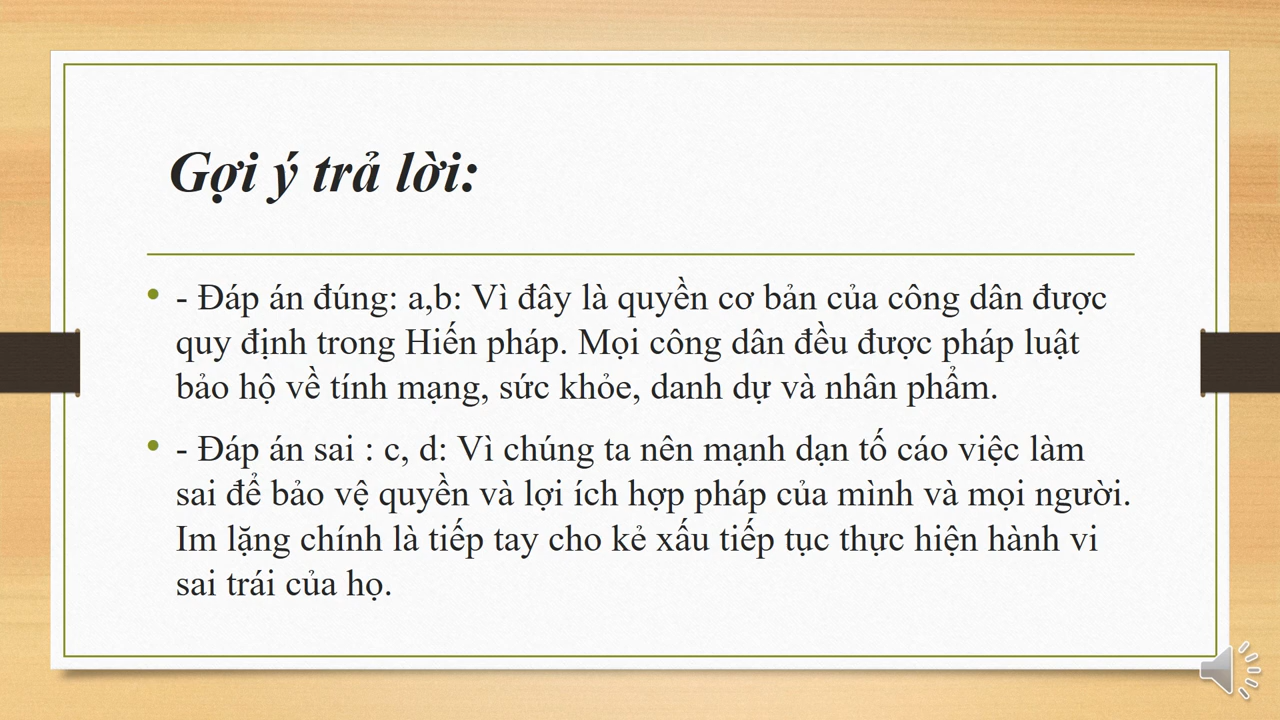 Gợi ý trả lời:
- Đáp án đúng: a,b: Vì đây là quyền cơ bản của công dân được
quy định trong Hiến pháp. Mọi công dân đều được pháp luật
bảo hộ về tính mạng, sức khỏe, danh dự và nhân phẩm.
- Đáp án sai : c, d: Vì chúng ta nên mạnh dạn tố cáo việc làm
sai để bảo vệ quyền và lợi ích hợp pháp của mình và mọi người.
Im lặng chính là tiếp tay cho kẻ xấu tiếp tục thực hiện hành vi
sai trái của họ.